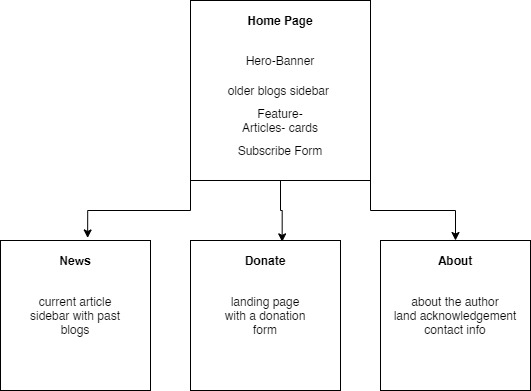 Home Page
Hero-Banner
older blogs sidebar
Feature-
Articles- cards
Subscribe Form
News
current article
sidebar with past
blogs
Donate
landing page
with a donation
form
About
about the author
land acknowledgement
contact info